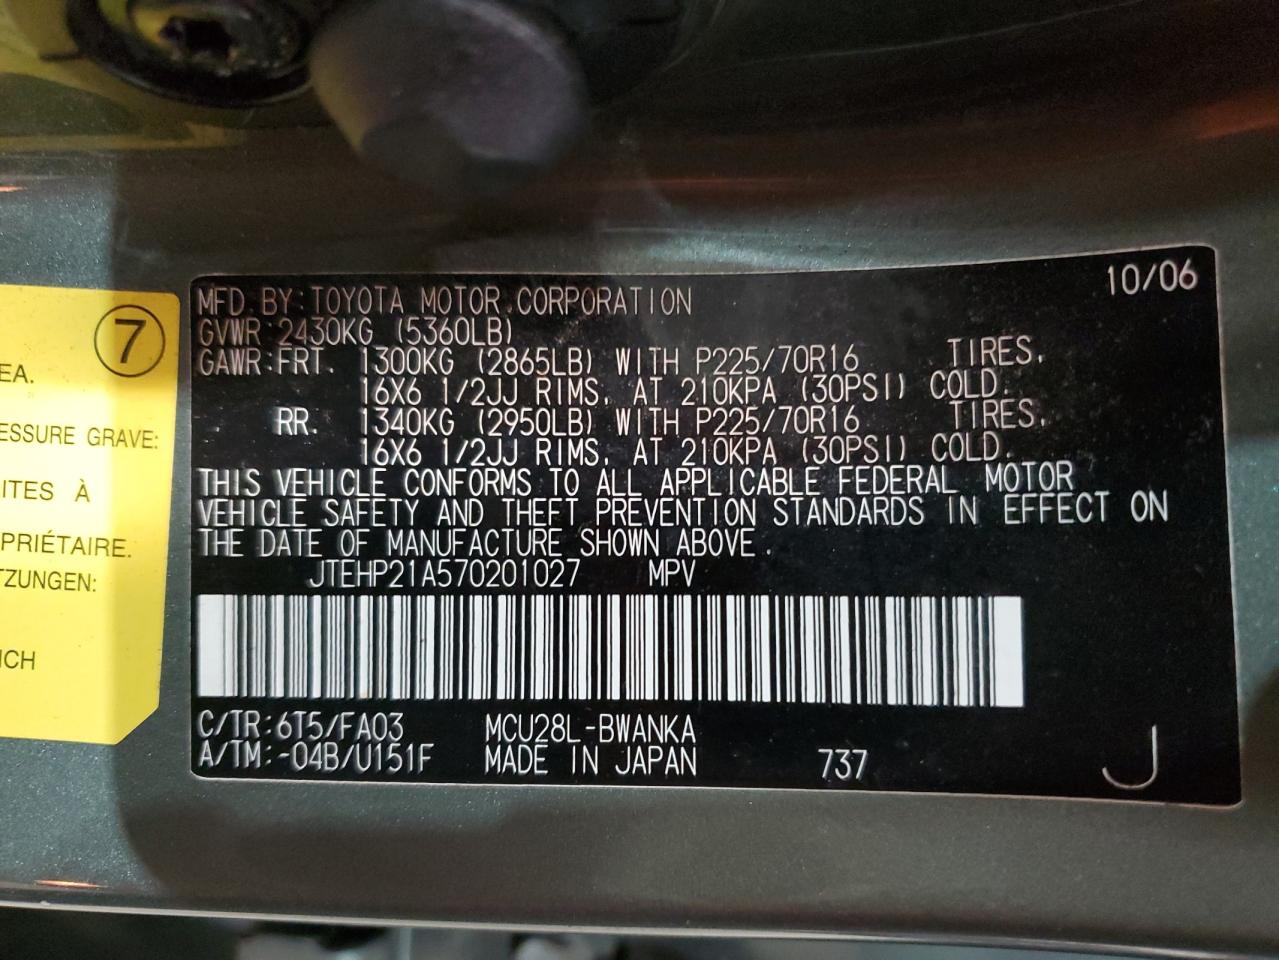 7
EA.
ESSURE GRAVE:
ITES À
PRIÉTAIRE.
TZUNGEN:
ICH
10/06
MFD. BY: TOYOTA MOTOR CORPORATION
GVWR: 2430KG (5360LB)
GAWR: FRT. 1300KG (2865LB) WITH P225/70R16 TIRES,
16X6 1/2JJ RIMS, AT 210KPA (30PSI) COLD.
RR. 1340KG (2950LB) WITH P225/70R16 TIRES,
16X6 1/2JJ RIMS, AT 210KPA (30PSI) COLD.
THIS VEHICLE CONFORMS TO ALL APPLICABLE FEDERAL MOTOR
VEHICLE SAFETY AND THEFT PREVENTION STANDARDS IN EFFECT ON
THE DATE OF MANUFACTURE SHOWN ABOVE.
JTEHP21A570201027 MPV
C/TR: 6T5/FA03 MCU28L-BWANKA
A/TM: -04B/U151F MADE IN JAPAN 737 J